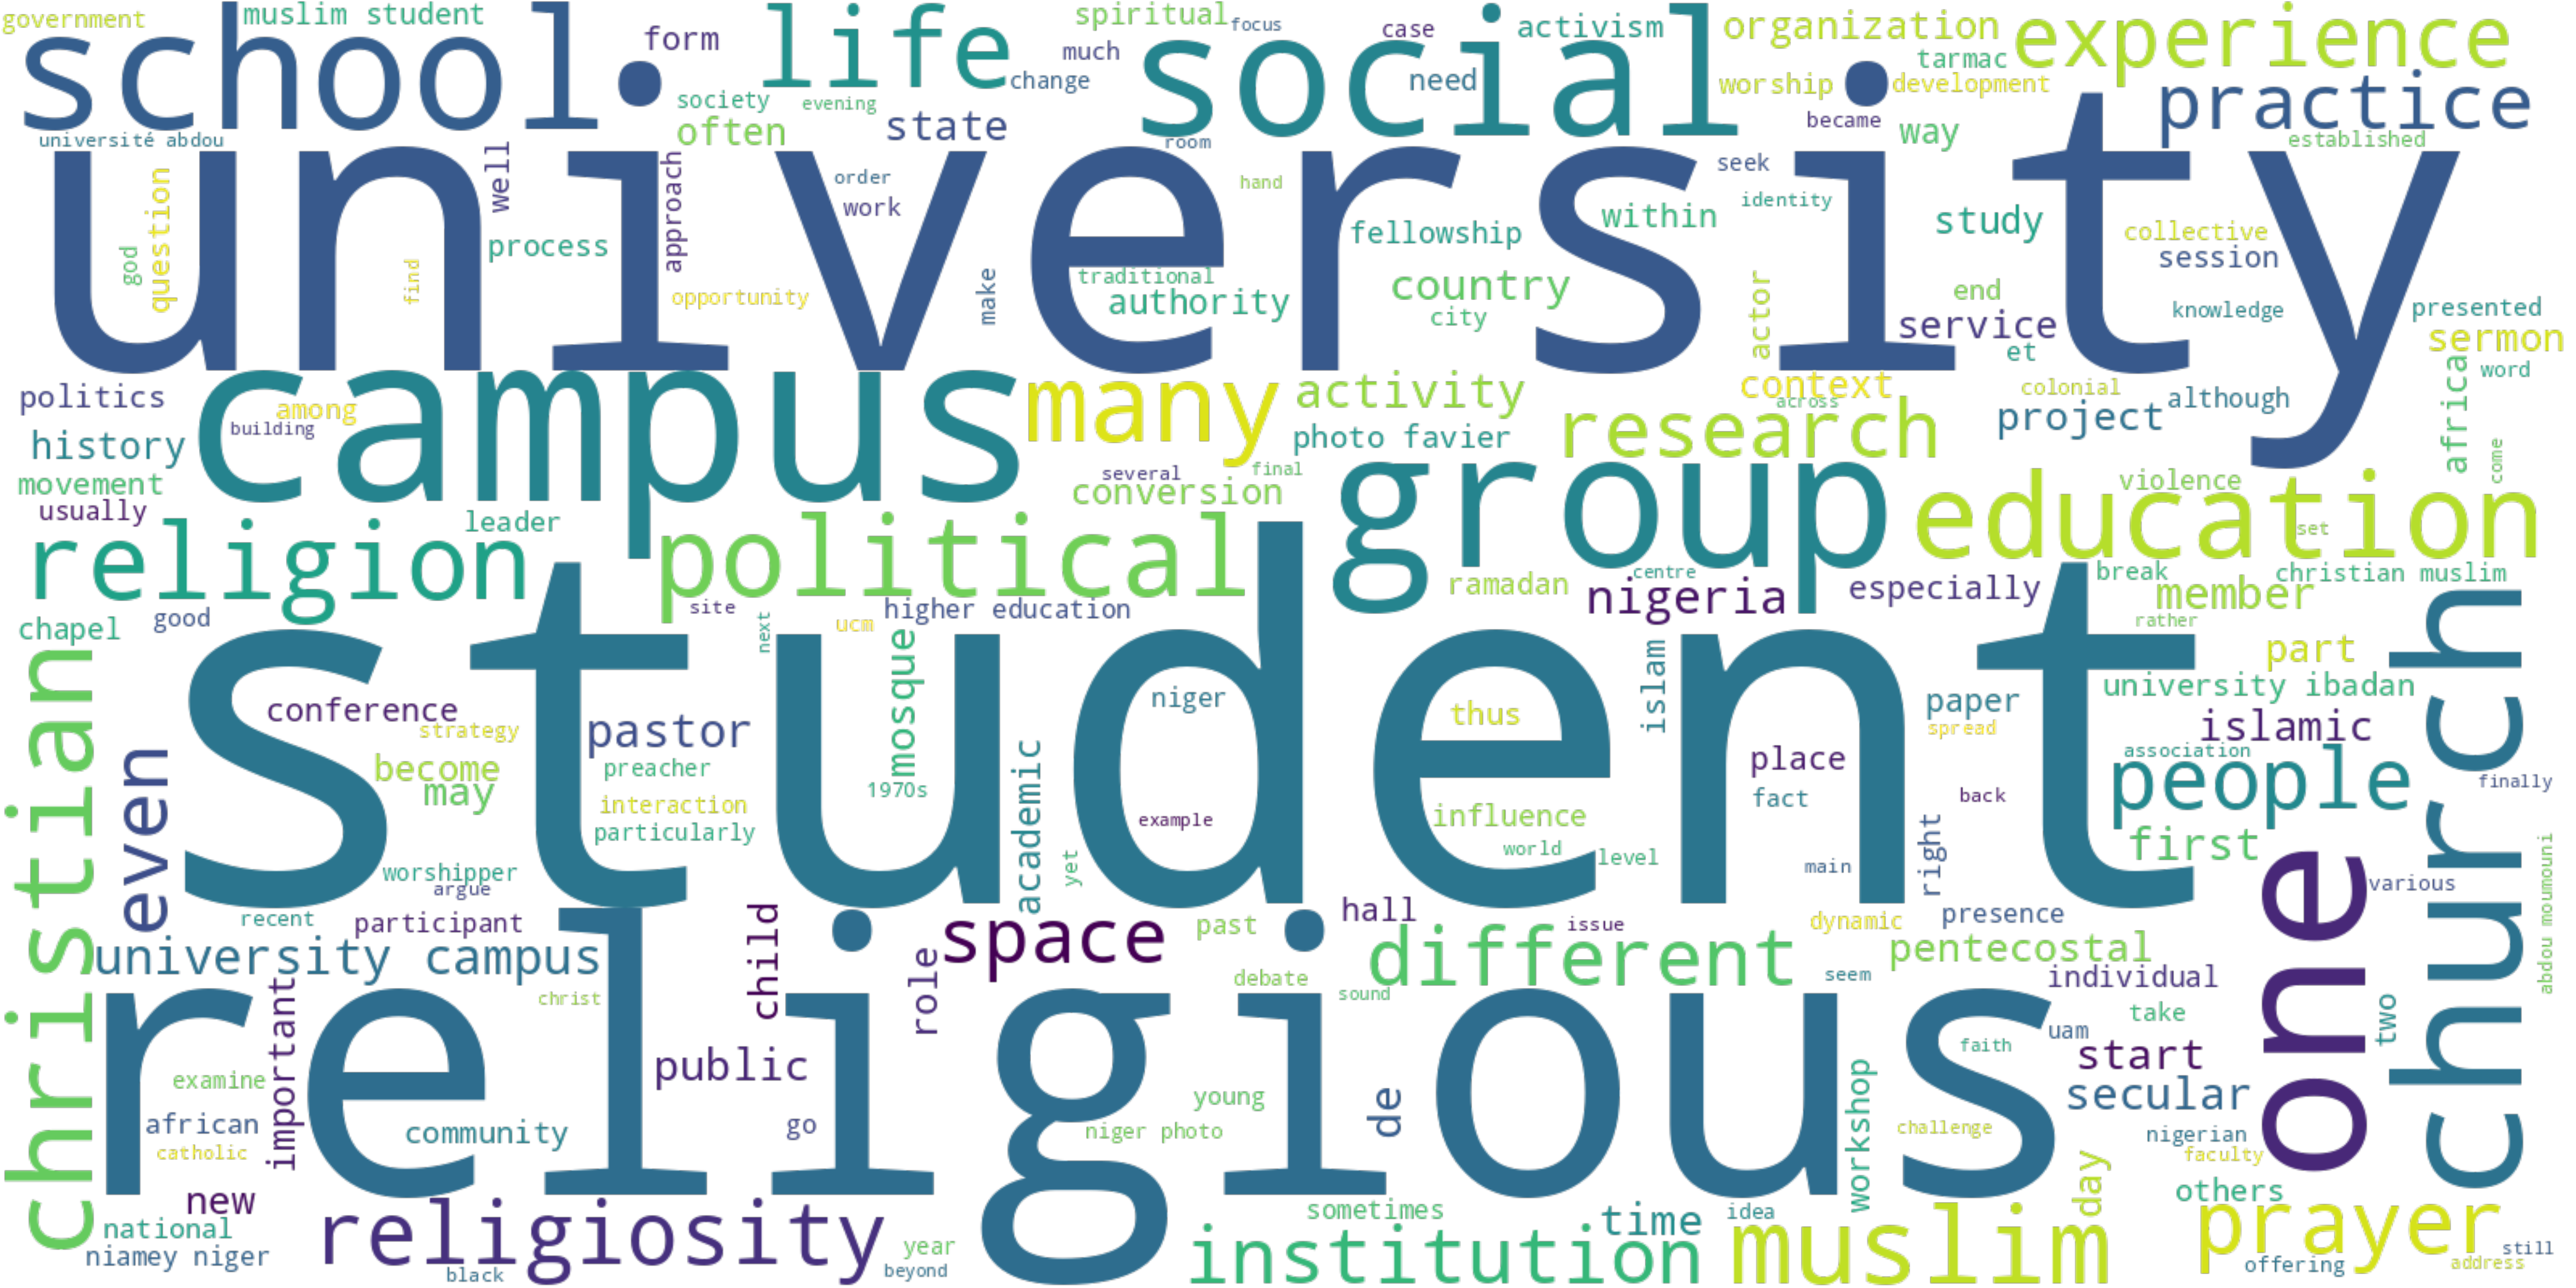 government
muslim student
school
form
life
spiritual
focus
much
change
social
case
need
activism
organization
tarmac
worship
development
experience
practice
society
evening
often
state
became
way
established
université abdou
university
well
approach
order
work
room
hand
seek
identity
within
study
collective
session
god
question
find
process
opportunity
make
fellowship
traditional
authority
country
city
actor
end
service
et
knowledge
presented
sermon
word
politics
among
building
history
movement
usually
campus
many
activity
photo favier
research
context
across
colonial
project
although
africa
come
several
final
conversion
group
violence
education
set
religion
leader
political
ramadan
centre
nigeria
especially
break
christian muslim
member
rather
chapel
good
site
higher education
next
ucm
student
mosque
niger
islam
thus
part
university ibadan
christian
conference
strategy
pastor
paper
spread
islamic
association
church
even
become
may
preacher
interaction
particularly
1970s
academic
example
influence
world
level
yet
place
fact
main
back
right
people
first
finally
worshipper
argue
recent
participant
various
one
abdou moumouni
university campus
child
role
space
past
hall
issue
different
dynamic
presence
pentecostal
individual
christ
debate
sound
seem
take
two
uam
religious
important
public
go
young
niger photo
de
workshop
faith
challenge
start
secular
nigerian
faculty
examine
african
catholic
community
new
national
niamey niger
religiosity
black
year
beyond
sometimes
institution
time
idea
muslim
day
others
prayer
offering
still
address